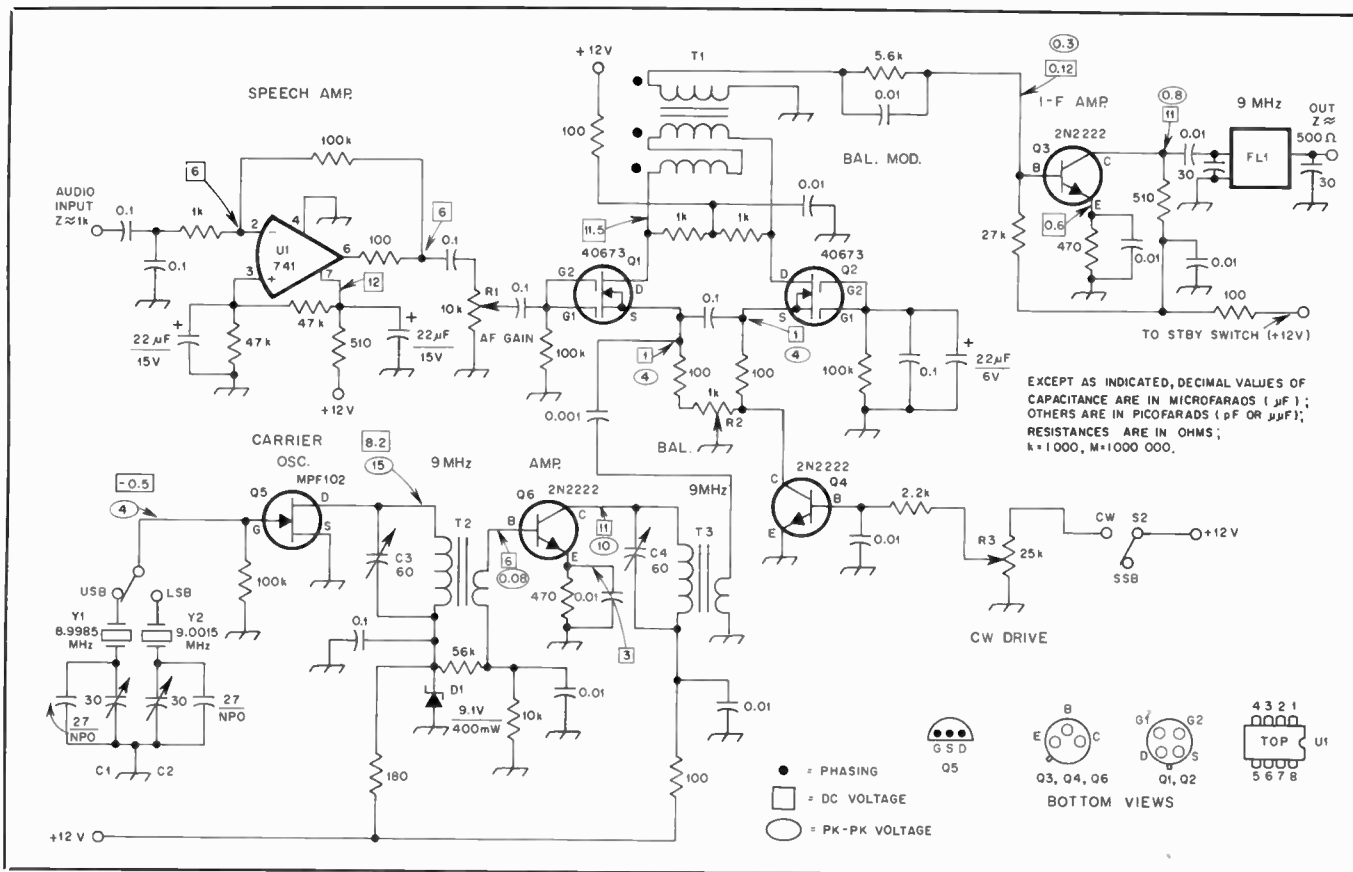 +12V
T1
5.6k
0.01
0.3
0.12
SPEECH AMP.
100
100k
BAL. MOD.
I-F AMP.
0.8
11
9 MHz
OUT
Z ≈
500Ω
2N2222
Q3
B
C
E
0.01
30
FL1
30
510
AUDIO
INPUT
Z≈1k
0.1
1k
0.1
6
2
−
4
U1
741
6
3
+
7
100
6
0.1
12
10k
R1
AF GAIN
0.1
22µF
15V
+
47k
47k
510
+12V
+
22µF
15V
11.5
1k
1k
0.01
40673
Q1
G2
D
G1
S
100k
0.1
40673
Q2
D
G2
G1
S
27k
0.6
470
0.01
0.01
100
TO STBY SWITCH (+12V)
1
4
1
4
100
100
100k
0.1
+
22µF
6V
0.001
1k
R2
BAL.
EXCEPT AS INDICATED, DECIMAL VALUES OF
CAPACITANCE ARE IN MICROFARADS (µF);
OTHERS ARE IN PICOFARADS (pF OR µµF);
RESISTANCES ARE IN OHMS;
k=1000, M=1000 000.
CARRIER
OSC.
MPF102
Q5
G
D
S
-0.5
4
8.2
15
9 MHz
AMP.
2N2222
Q6
B
C
E
11
10
9MHz
C
2N2222
Q4
B
E
2.2k
0.01
R3
25k
CW
S2
SSB
+12V
CW DRIVE
100k
C3
60
T2
6
0.08
C4
60
T3
470
0.01
3
USB
LSB
Y1
8.9985
MHz
Y2
9.0015
MHz
30
30
27
NPO
27
NPO
C1
C2
0.1
56k
D1
9.1V
400mW
10k
0.01
0.01
180
100
+12V
● = PHASING
□ = DC VOLTAGE
= PK-PK VOLTAGE
G S D
Q5
B
E
C
Q3, Q4, Q6
G1
G2
D
S
Q1, Q2
4 3 2 1
TOP
U1
5 6 7 8
BOTTOM VIEWS